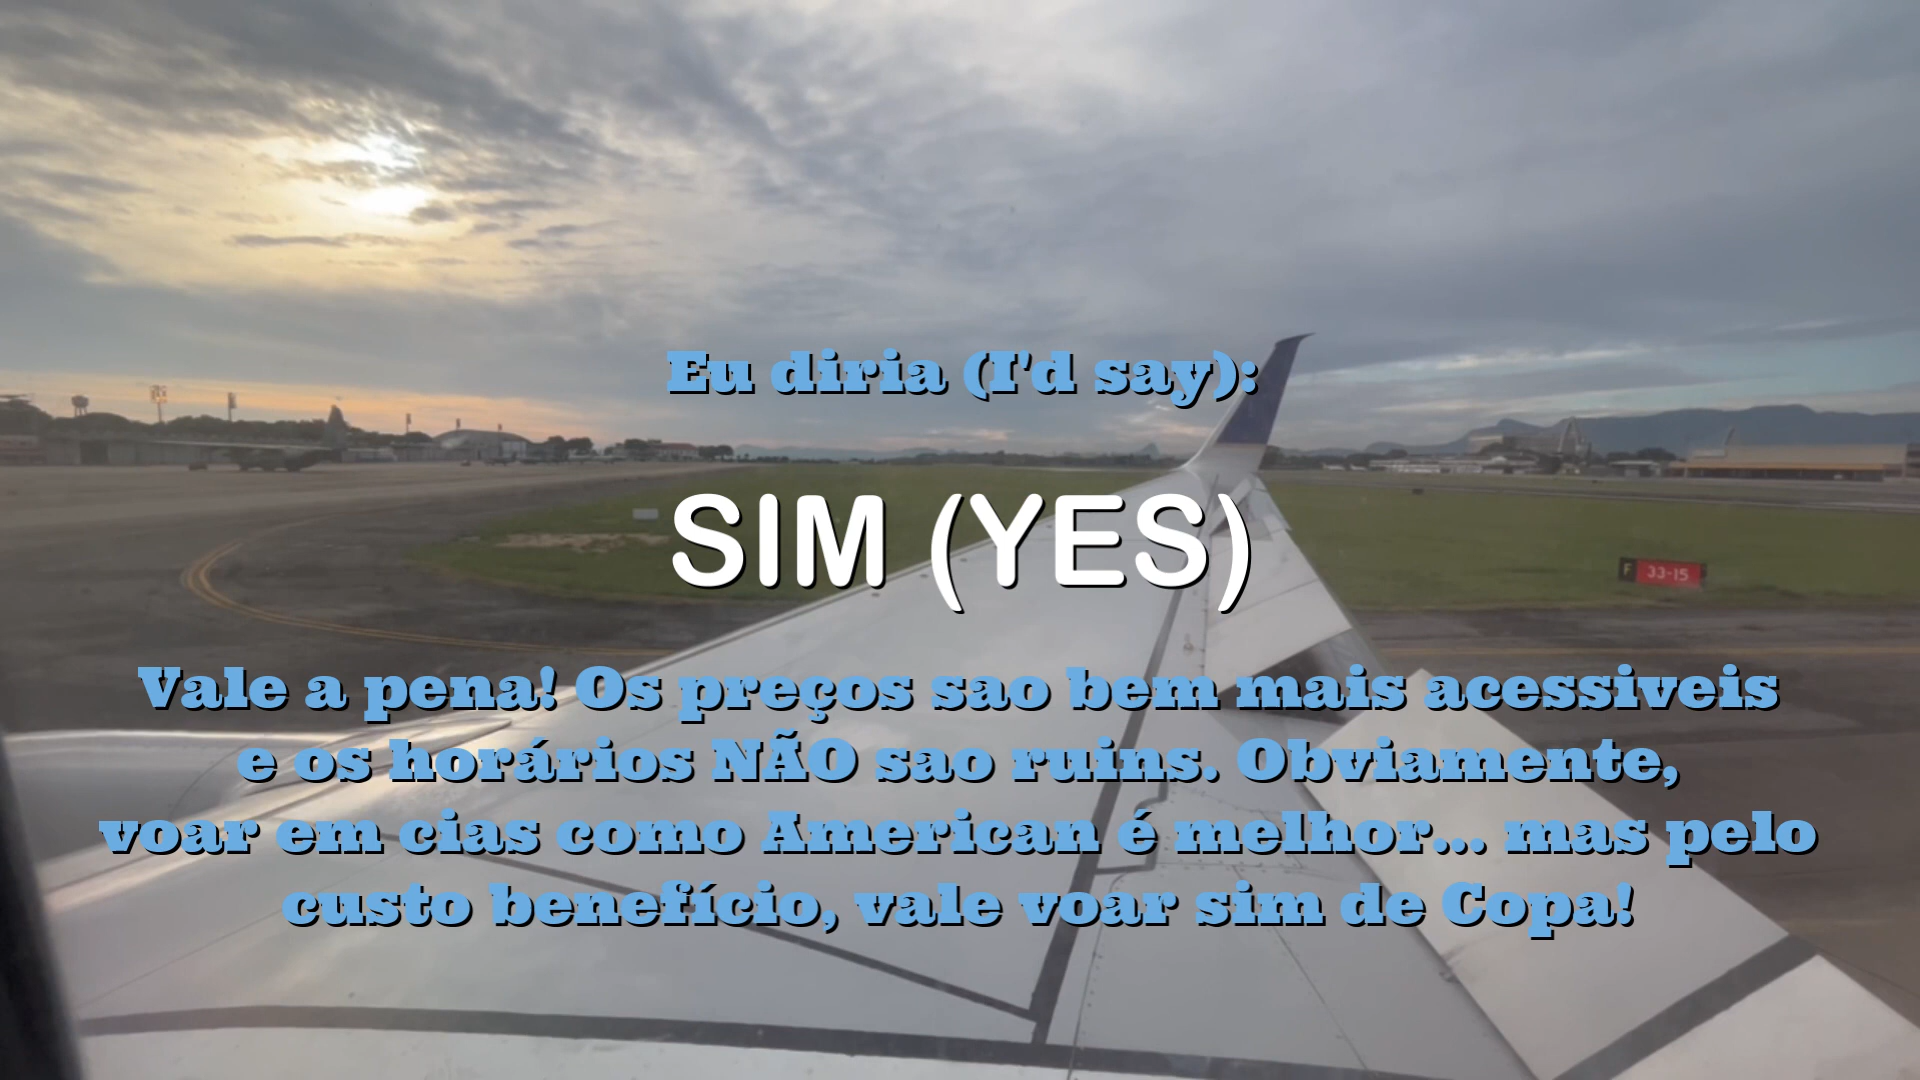 Eu diria (I'd say):
SIM (YES)
F 33-15
Vale a pena! Os preços sao bem mais acessiveis
e os horários NÃO sao ruins. Obviamente,
voar em cias como American é melhor... mas pelo
custo benefício, vale voar sim de Copa!